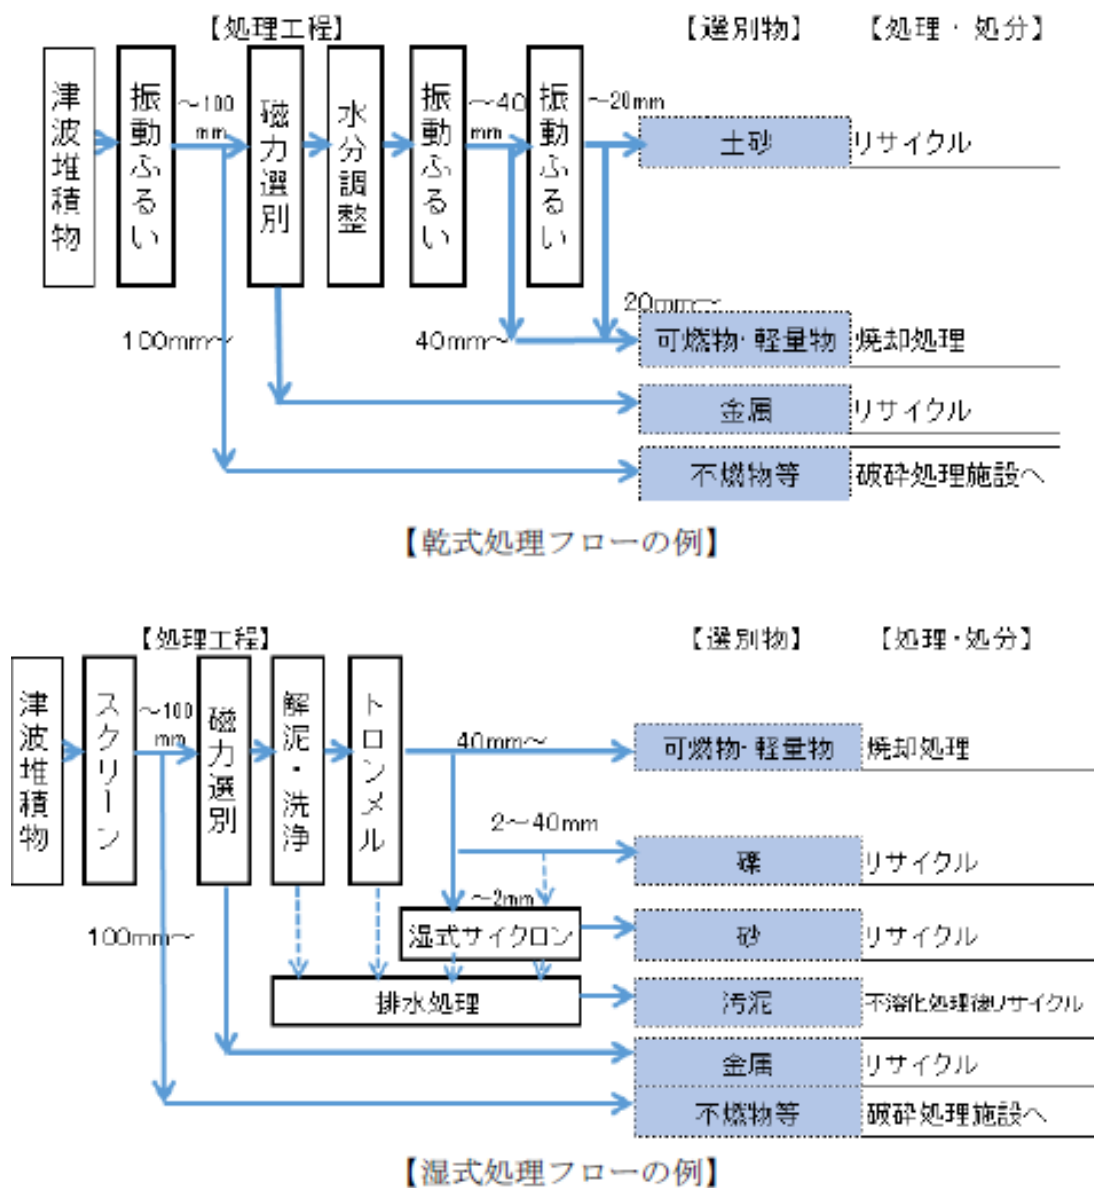 【処理工程】 【選別物】 【処理・処分】
津波堆積物
振動ふるい
～100mm
磁力選別
水分調整
振動ふるい
～40mm
振動ふるい
～20mm
土砂 リサイクル
20mm～
100mm～
40mm～
可燃物・軽量物 焼却処理
金属 リサイクル
不燃物等 破砕処理施設へ
【乾式処理フローの例】
【処理工程】 【選別物】 【処理・処分】
津波堆積物
スクリーン
～100mm
磁力選別
解泥・洗浄
トロンメル
40mm～
可燃物・軽量物 焼却処理
2～40mm
礫 リサイクル
～2mm
100mm～
湿式サイクロン
砂 リサイクル
排水処理
汚泥 不溶化処理後リサイクル
金属 リサイクル
不燃物等 破砕処理施設へ
【湿式処理フローの例】